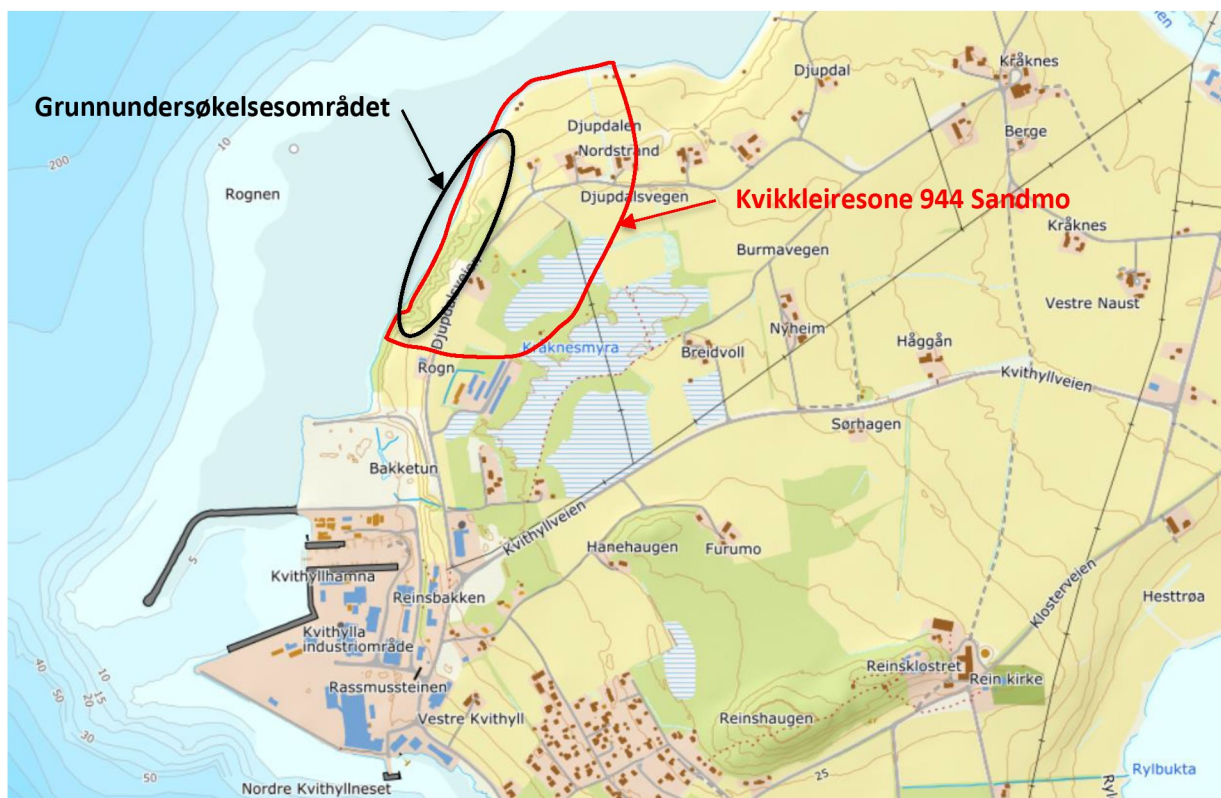 Grunnundersøkelsesområdet
Kråknes
Djupdal
Berge
Djupdalen
Nordstrand
10
200
Rognen
Djupdalsvegen
Kvikkleiresone 944 Sandmo
Kråknes
Burmavegen
Vestre Naust
Djupdalsveien
Nyheim
Håggån
Kråknesmyra
Breidvoll
Rogn
Kvithyllveien
Sørhagen
Bakketun
Kvithyllveien
Hanehaugen
Furumo
5
Kvithyllhamna
Reinsbakken
Klosterveien
Hesttrøa
Kvithylla
industriområde
Reinsklostret
Rein kirke
Rassmussteinen
Vestre Kvithyll
Reinshaugen
40
50
20
15
10
30
50
25
Rylbukta
Nordre Kvithyllneset